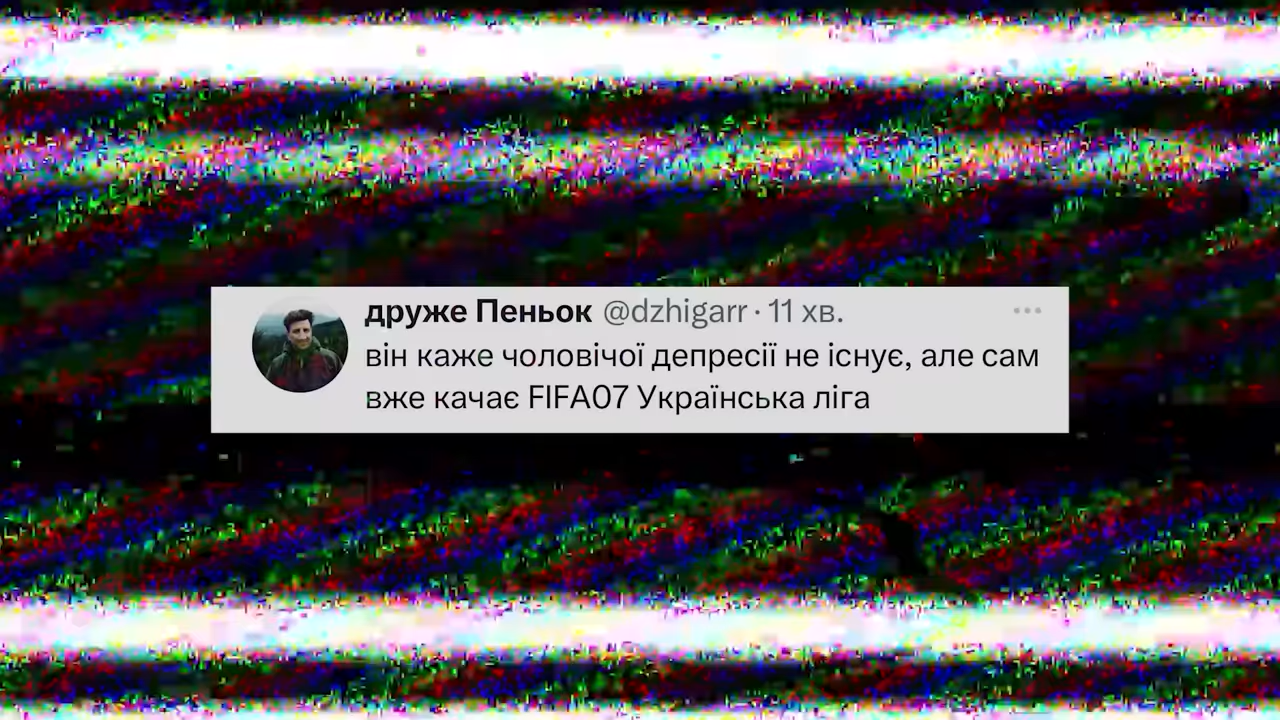 друже Пеньок @dzhigarr · 11 хв.
він каже чоловічої депресії не існує, але сам
вже качає FIFA07 Українська ліга